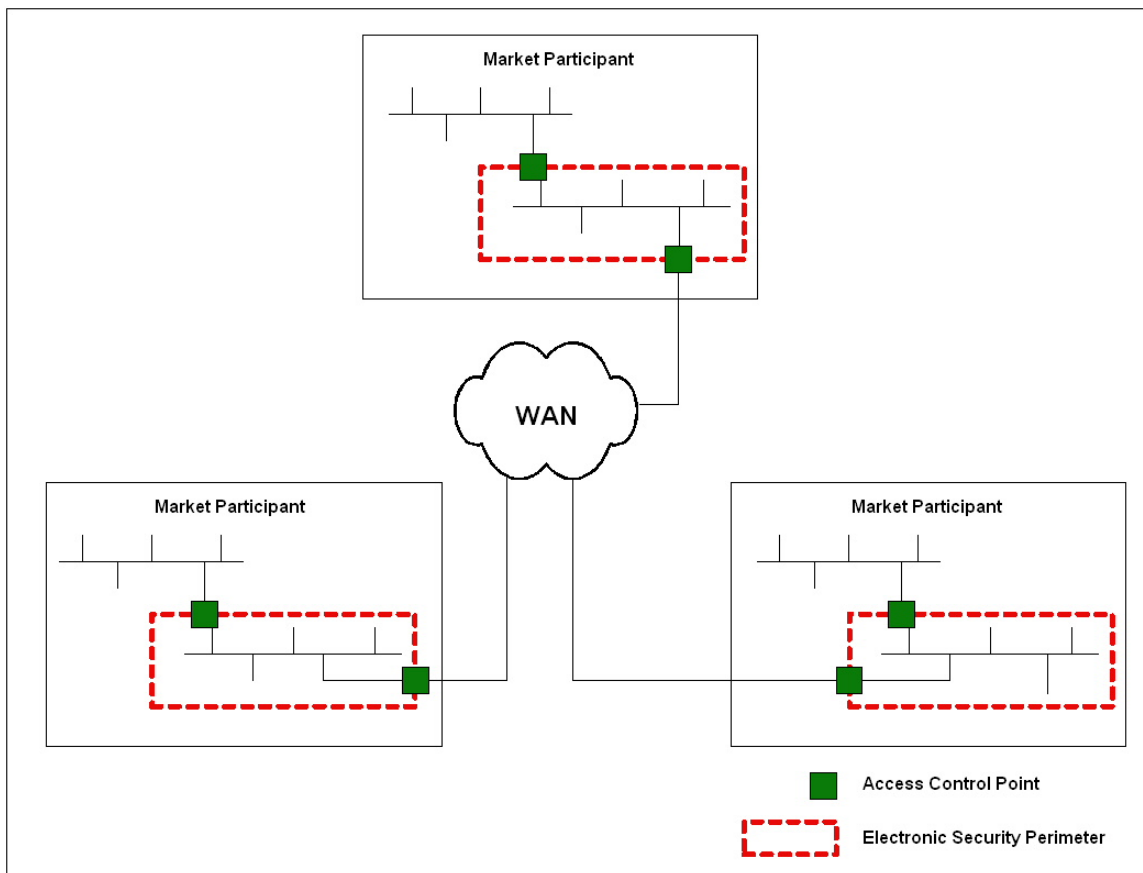 Market Participant
WAN
Market Participant
Market Participant
Access Control Point
Electronic Security Perimeter